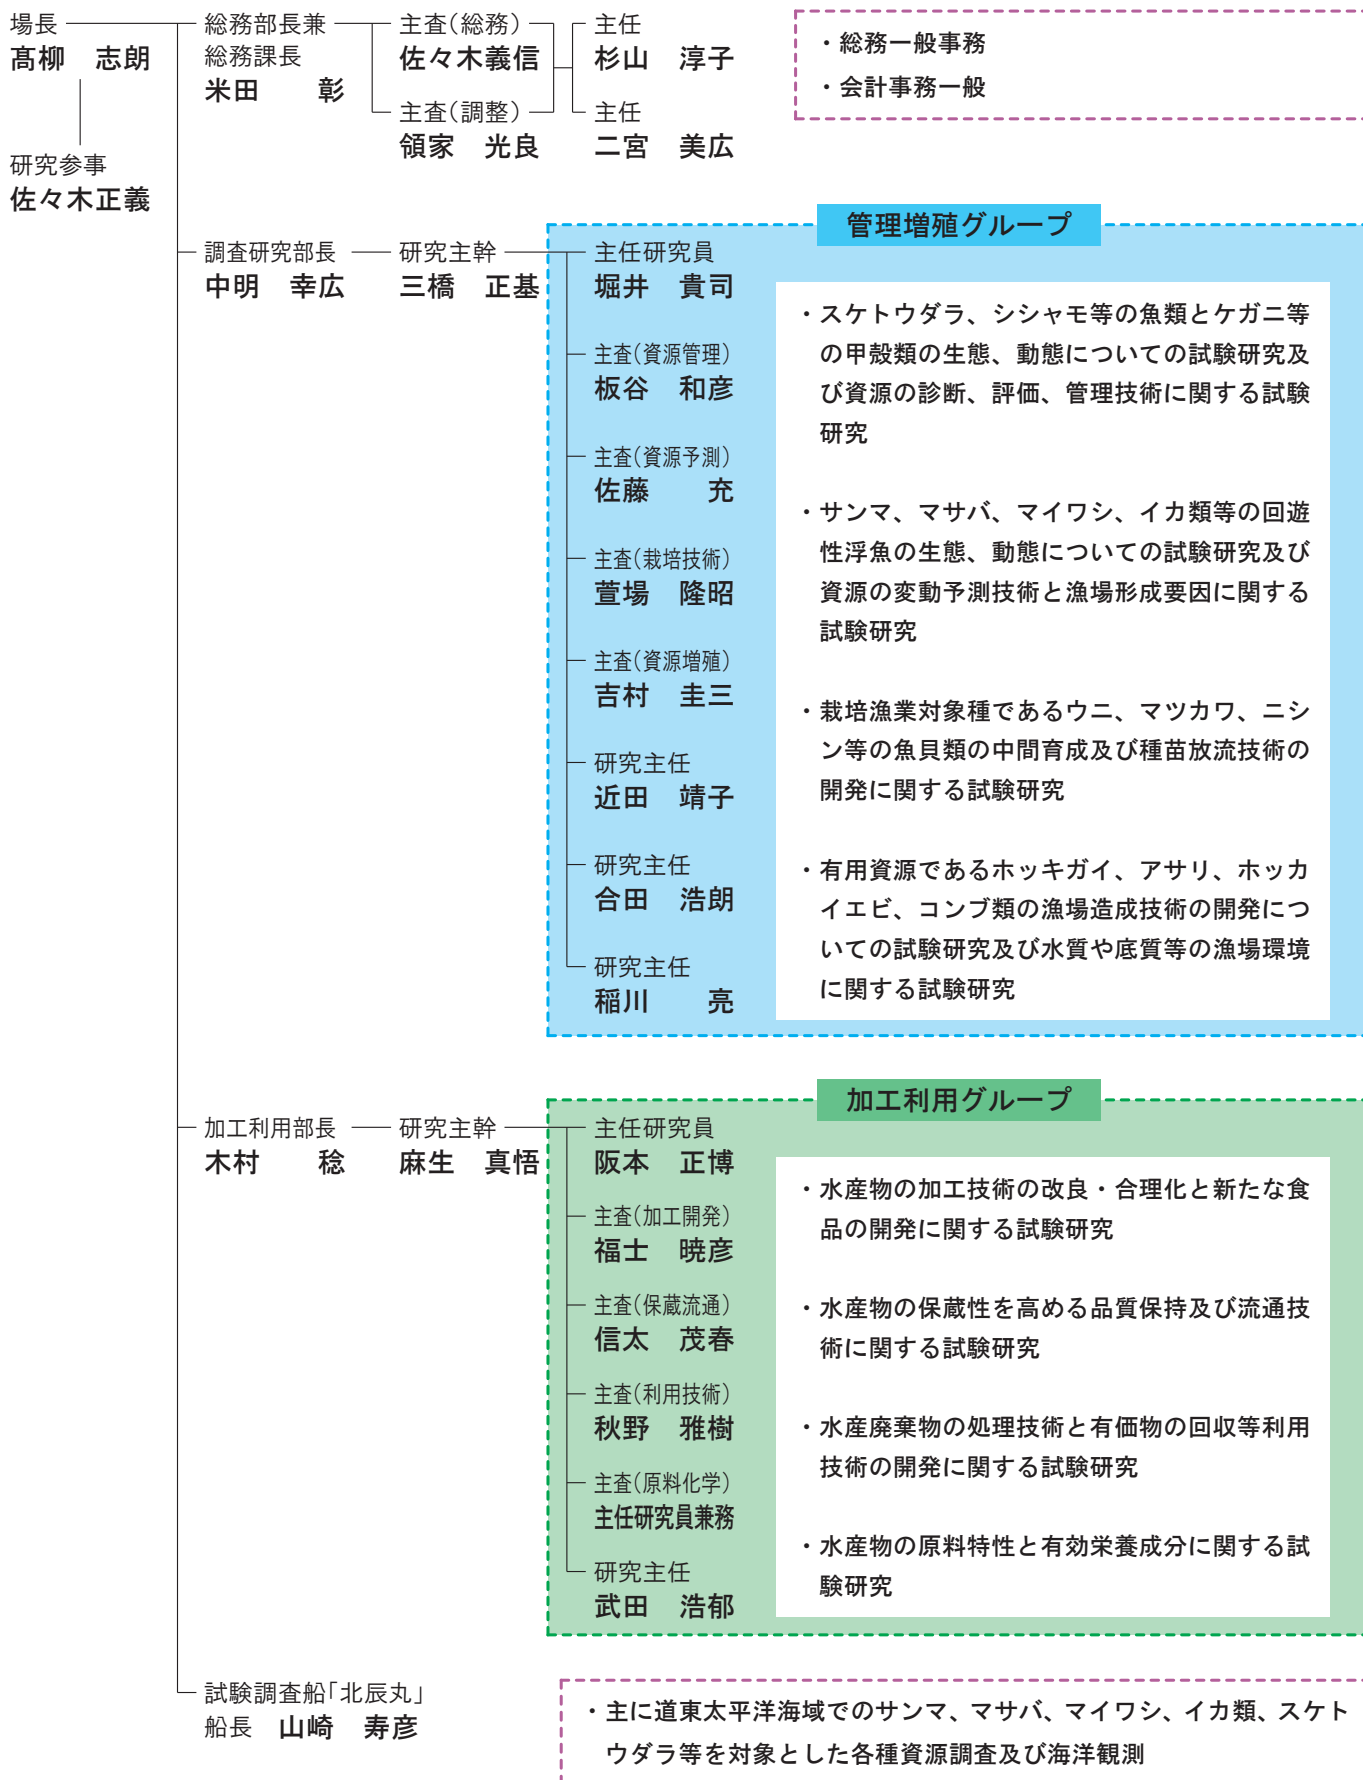 場長
髙柳　志朗
研究参事
佐々木正義
総務部長兼
総務課長
米田　　彰
主査(総務)
佐々木義信
主査(調整)
領家　光良
主任
杉山　淳子
主任
二宮　美広
・総務一般事務
・会計事務一般
調査研究部長
中明　幸広
研究主幹
三橋　正基
管理増殖グループ
主任研究員
堀井　貴司
主査(資源管理)
板谷　和彦
主査(資源予測)
佐藤　　充
主査(栽培技術)
萱場　隆昭
主査(資源増殖)
吉村　圭三
研究主任
近田　靖子
研究主任
合田　浩朗
研究主任
稲川　　亮
・スケトウダラ、シシャモ等の魚類とケガニ等
の甲殻類の生態、動態についての試験研究及
び資源の診断、評価、管理技術に関する試験
研究
・サンマ、マサバ、マイワシ、イカ類等の回遊
性浮魚の生態、動態についての試験研究及び
資源の変動予測技術と漁場形成要因に関する
試験研究
・栽培漁業対象種であるウニ、マツカワ、ニシ
ン等の魚貝類の中間育成及び種苗放流技術の
開発に関する試験研究
・有用資源であるホッキガイ、アサリ、ホッカ
イエビ、コンブ類の漁場造成技術の開発につ
いての試験研究及び水質や底質等の漁場環境
に関する試験研究
加工利用部長
木村　　稔
研究主幹
麻生　真悟
加工利用グループ
主任研究員
阪本　正博
主査(加工開発)
福士　暁彦
主査(保蔵流通)
信太　茂春
主査(利用技術)
秋野　雅樹
主査(原料化学)
主任研究員兼務
研究主任
武田　浩郁
・水産物の加工技術の改良・合理化と新たな食
品の開発に関する試験研究
・水産物の保蔵性を高める品質保持及び流通技
術に関する試験研究
・水産廃棄物の処理技術と有価物の回収等利用
技術の開発に関する試験研究
・水産物の原料特性と有効栄養成分に関する試
験研究
試験調査船「北辰丸」
船長　山崎　寿彦
・主に道東太平洋海域でのサンマ、マサバ、マイワシ、イカ類、スケト
ウダラ等を対象とした各種資源調査及び海洋観測